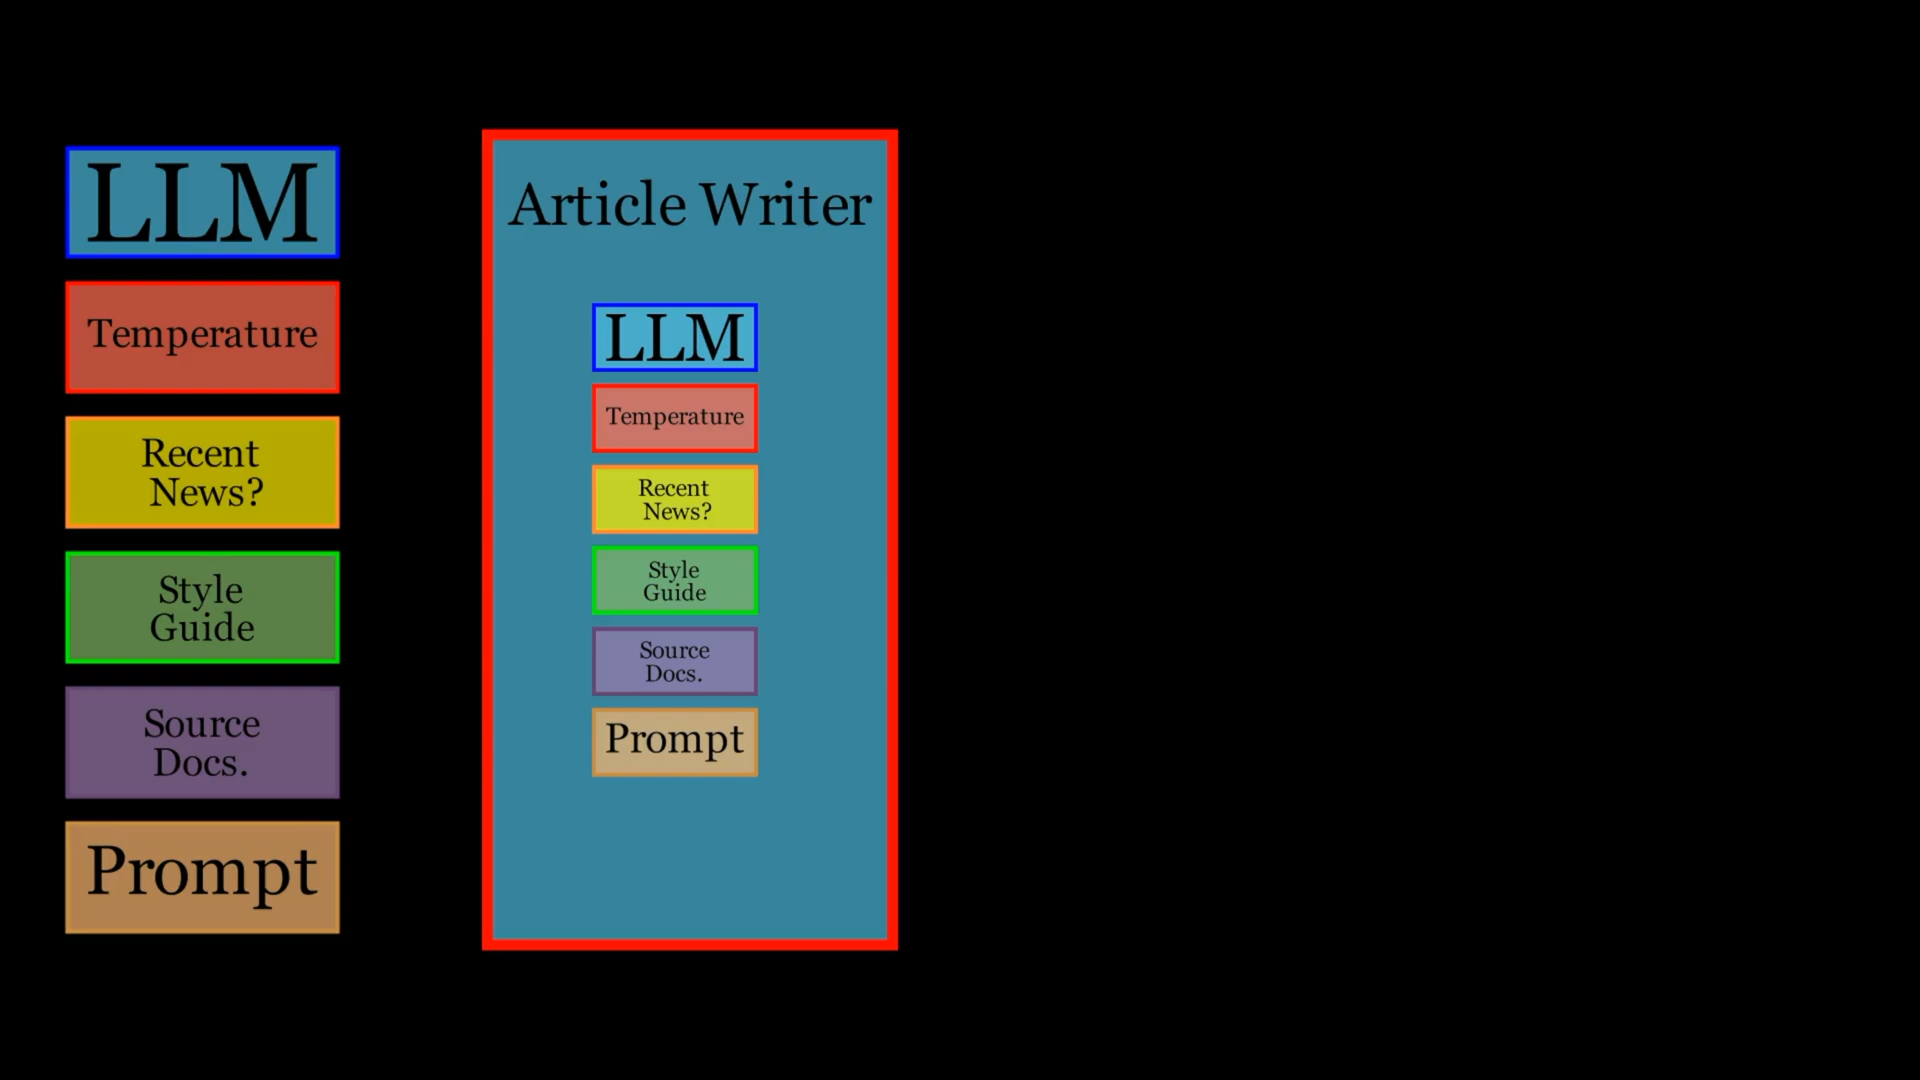 LLM
Temperature
Recent
News?
Style
Guide
Source
Docs.
Prompt
Article Writer
LLM
Temperature
Recent
News?
Style
Guide
Source
Docs.
Prompt